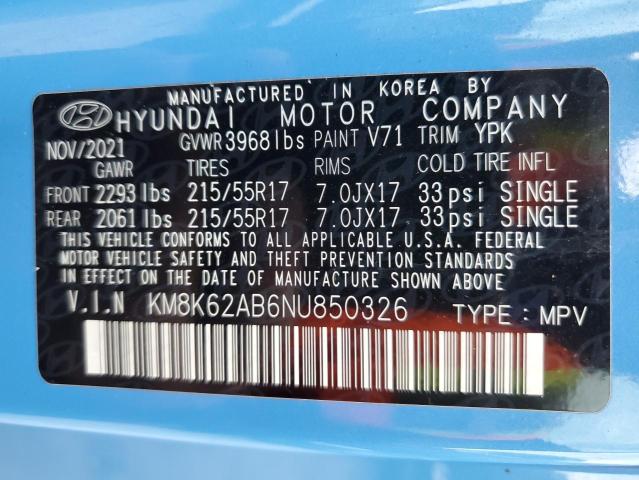 MANUFACTURED IN KOREA BY
HYUNDAI MOTOR COMPANY
NOV/2021 GVWR 3968 lbs PAINT V71 TRIM YPK
GAWR TIRES RIMS COLD TIRE INFL
FRONT 2293 lbs 215/55R17 7.0JX17 33 psi SINGLE
REAR 2061 lbs 215/55R17 7.0JX17 33 psi SINGLE
THIS VEHICLE CONFORMS TO ALL APPLICABLE U.S.A. FEDERAL
MOTOR VEHICLE SAFETY AND THEFT PREVENTION STANDARDS
IN EFFECT ON THE DATE OF MANUFACTURE SHOWN ABOVE
V.I.N KM8K62AB6NU850326 TYPE : MPV